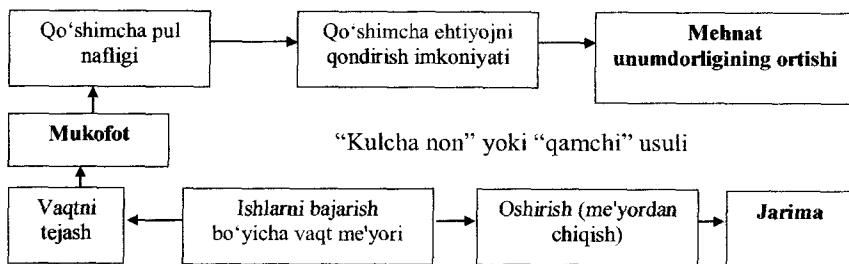 Qo‘shimcha pul
nafligi
Qo‘shimcha ehtiyojni
qondirish imkoniyati
Mehnat
unumdorligining ortishi
Mukofot
“Kulcha non” yoki “qamchi” usuli
Vaqtni
tejash
Ishlarni bajarish
bo‘yicha vaqt me'yori
Oshirish (me'yordan
chiqish)
Jarima